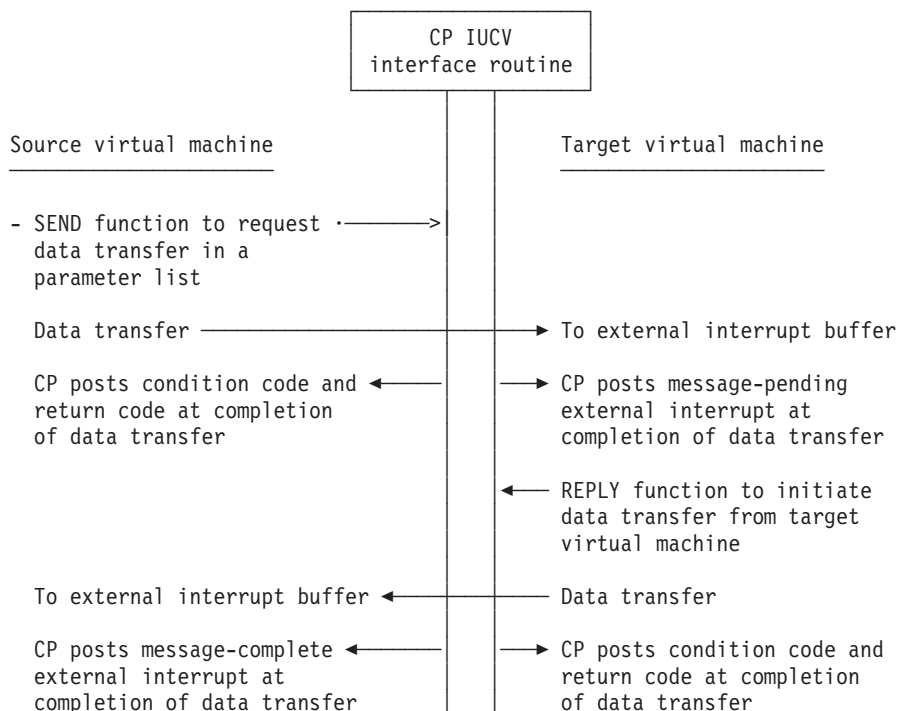 CP IUCV
interface routine
Source virtual machine
Target virtual machine
- SEND function to request
data transfer in a
parameter list
Data transfer
To external interrupt buffer
CP posts condition code and
return code at completion
of data transfer
CP posts message-pending
external interrupt at
completion of data transfer
REPLY function to initiate
data transfer from target
virtual machine
To external interrupt buffer
Data transfer
CP posts message-complete
external interrupt at
completion of data transfer
CP posts condition code and
return code at completion
of data transfer